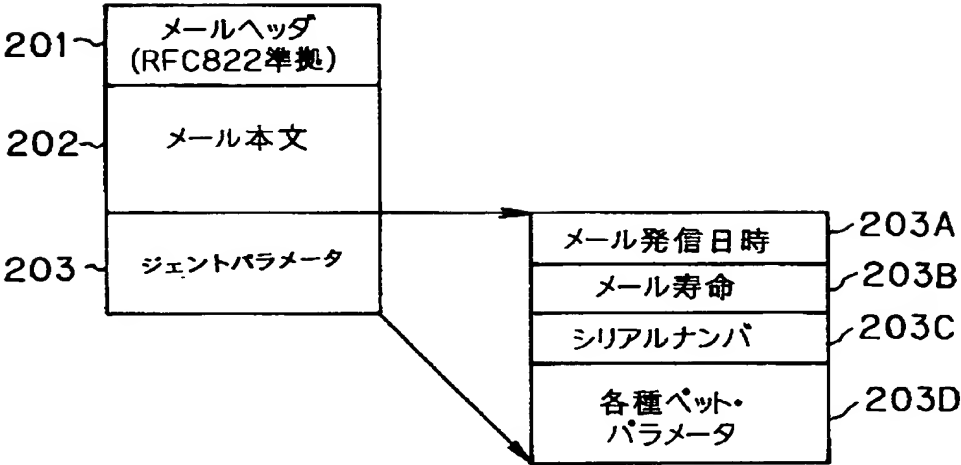 201
メールヘッダ
(RFC822準拠)
202
メール本文
203
ジェントパラメータ
メール発信日時
203A
メール寿命
203B
シリアルナンバ
203C
各種ペット・
パラメータ
203D